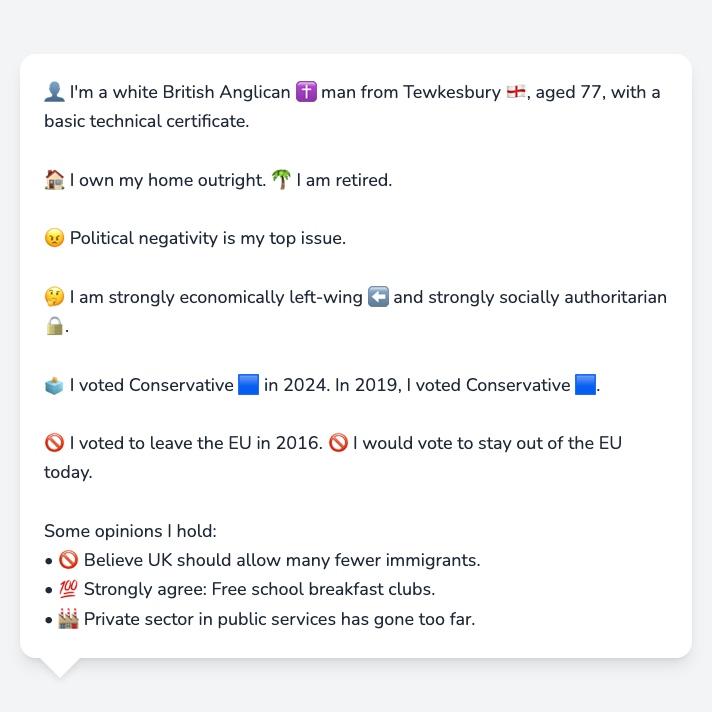 👤 I'm a white British Anglican ✝️ man from Tewkesbury 🏴󠁧󠁢󠁥󠁮󠁧󠁿, aged 77, with a
basic technical certificate.
🏠 I own my home outright. 🌴 I am retired.
😠 Political negativity is my top issue.
🤔 I am strongly economically left-wing ⬅️ and strongly socially authoritarian
🔒.
🗳️ I voted Conservative 🟦 in 2024. In 2019, I voted Conservative 🟦.
🚫 I voted to leave the EU in 2016. 🚫 I would vote to stay out of the EU
today.
Some opinions I hold:
• 🚫 Believe UK should allow many fewer immigrants.
• 💯 Strongly agree: Free school breakfast clubs.
• 🏭 Private sector in public services has gone too far.